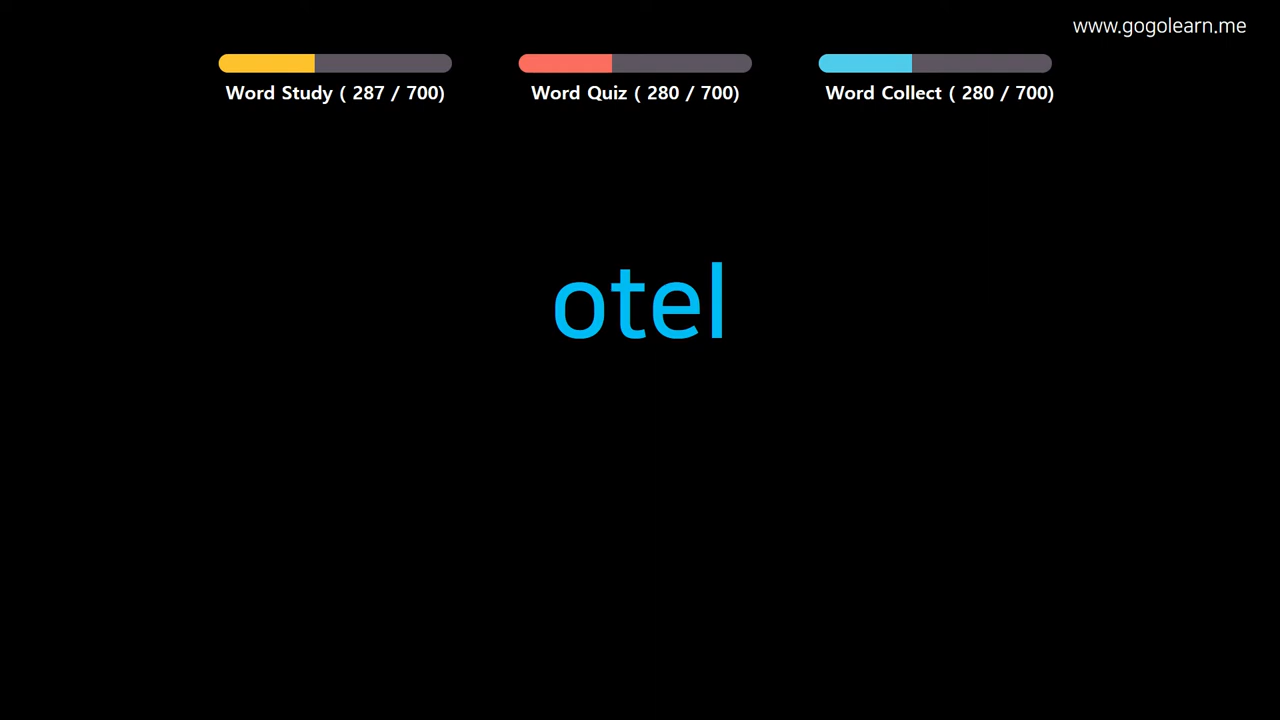 www.gogolearn.me
Word Study ( 287 / 700)
Word Quiz ( 280 / 700)
Word Collect ( 280 / 700)
otel